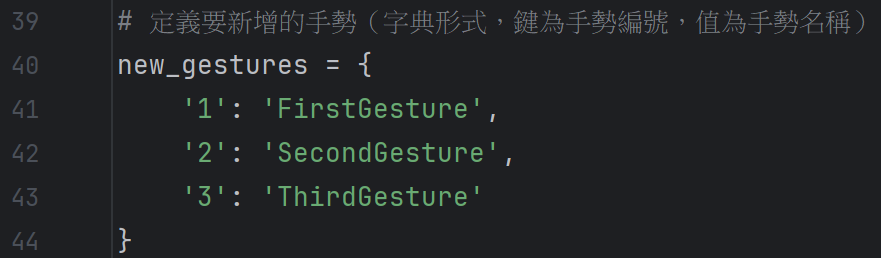 39 # 定義要新增的手勢（字典形式，鍵為手勢編號，值為手勢名稱）
40 new_gestures = {
41 '1': 'FirstGesture',
42 '2': 'SecondGesture',
43 '3': 'ThirdGesture'
44 }